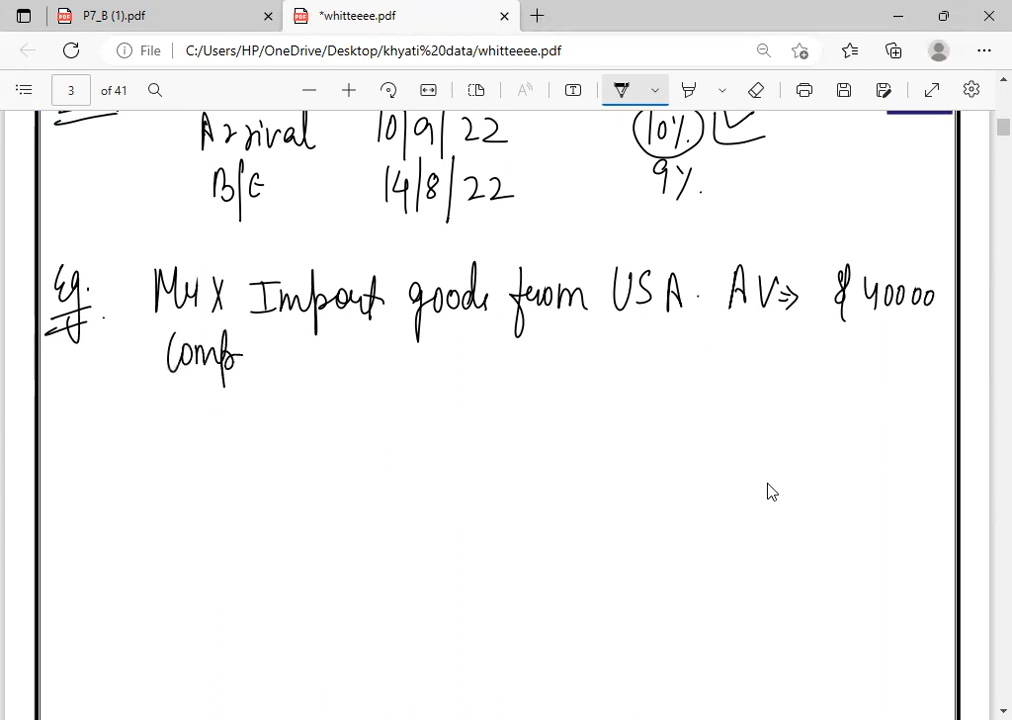 P7_B (1).pdf
*whitteeee.pdf
File
C:/Users/HP/OneDrive/Desktop/khyati%20data/whitteeee.pdf
3 of 41
Arrival 10/9/22 10%
B/E 14/8/22 9%.
Eg. Mr X Import goods from USA. AV⇒ $ 40000
Comp